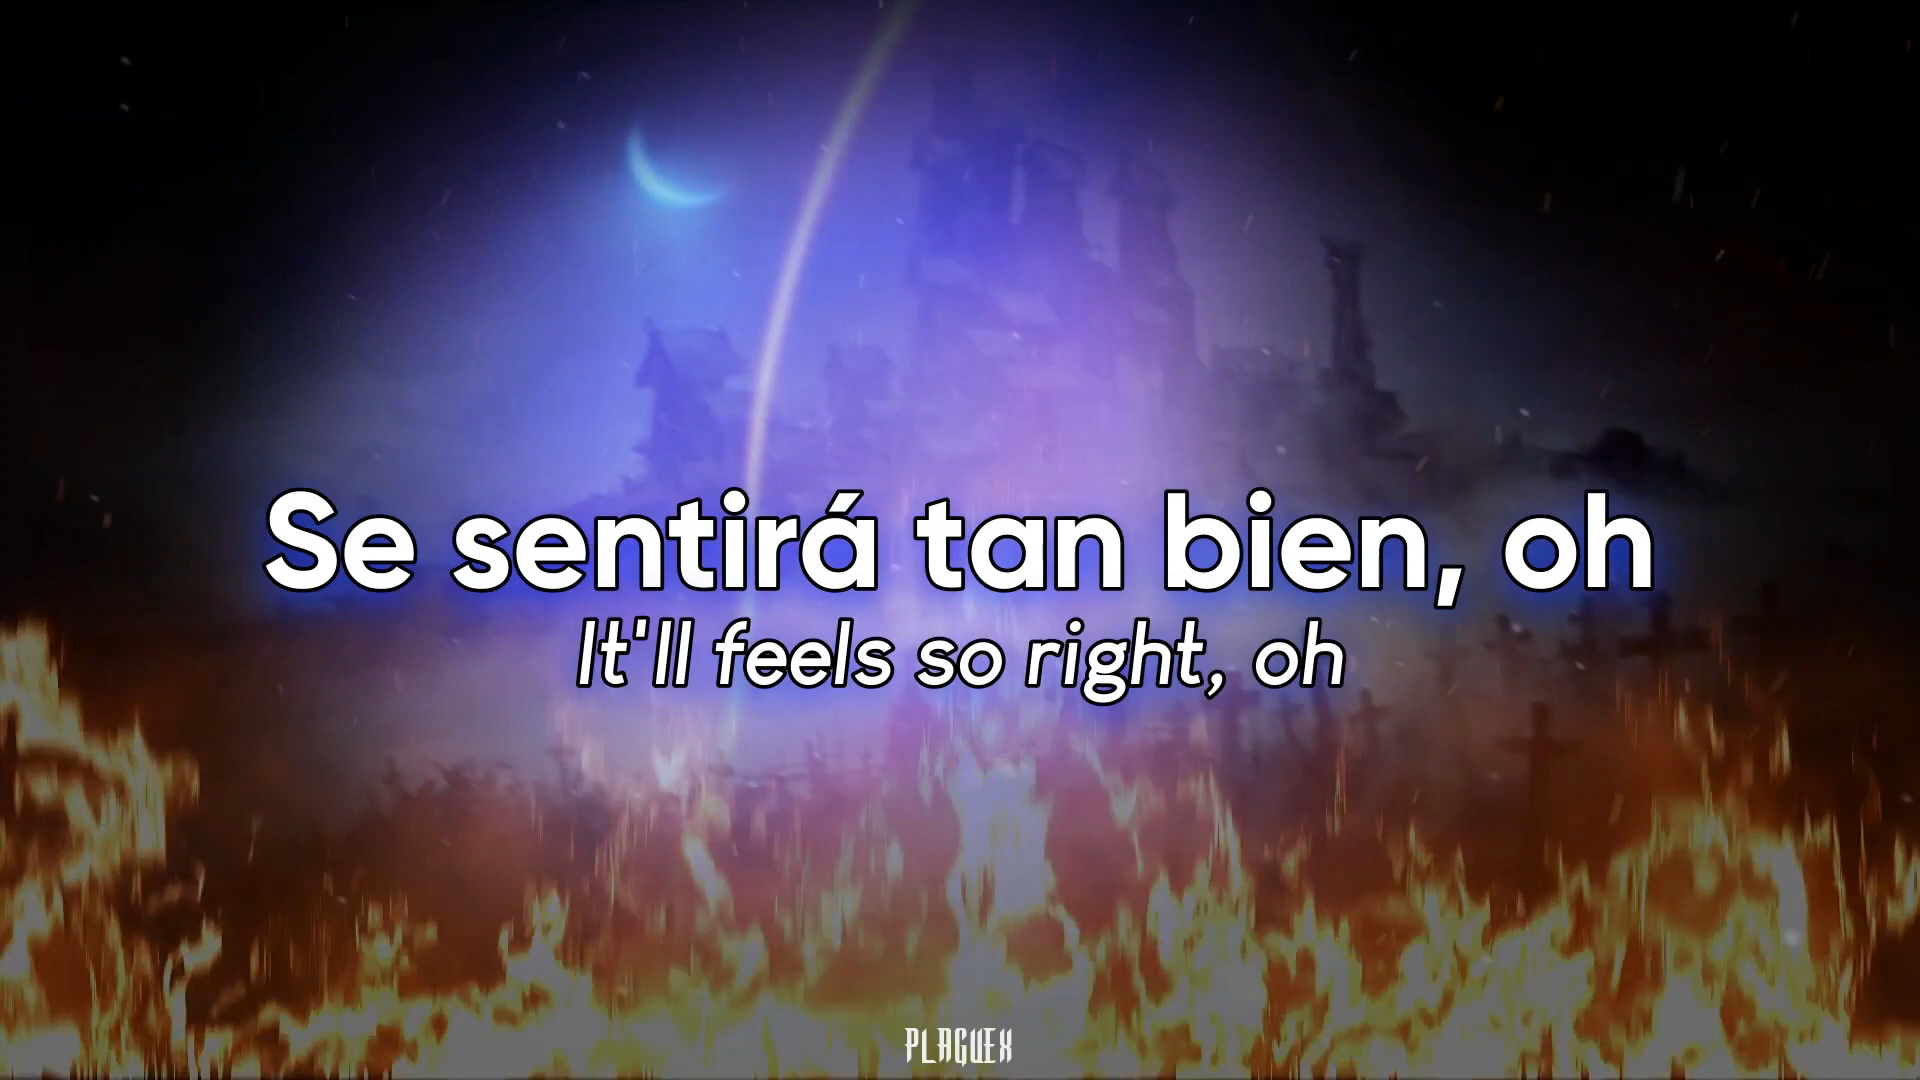 Se sentirá tan bien, oh
It'll feels so right, oh
PLAGUEX